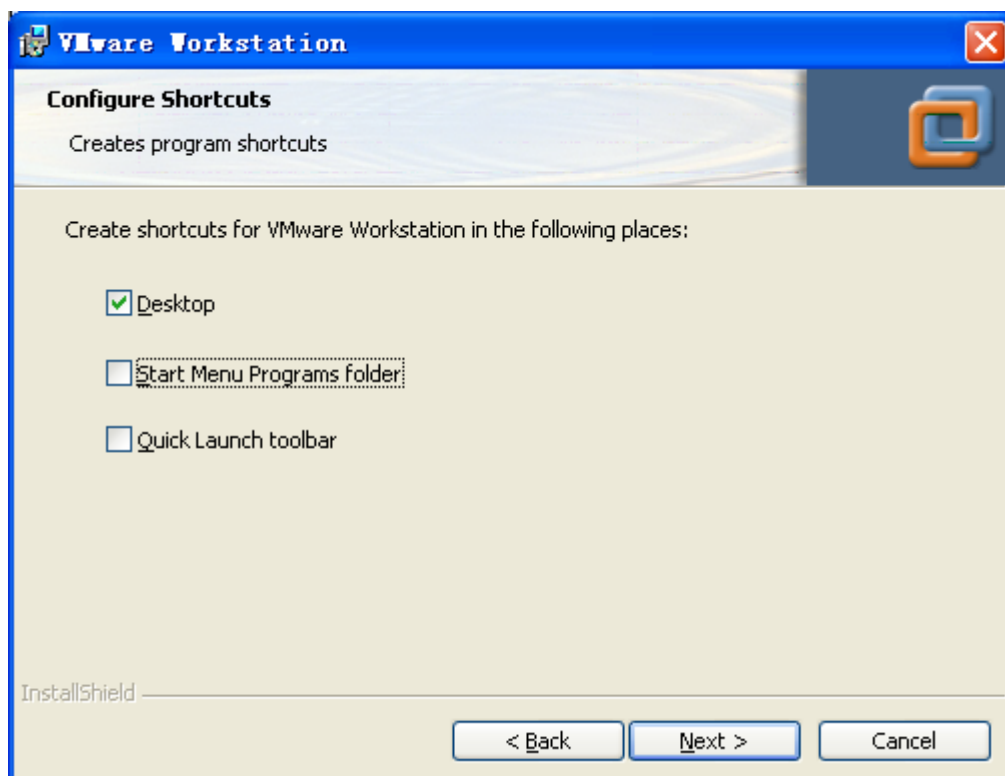 VMware Workstation
Configure Shortcuts
Creates program shortcuts
Create shortcuts for VMware Workstation in the following places:
Desktop
Start Menu Programs folder
Quick Launch toolbar
InstallShield
< Back
Next >
Cancel